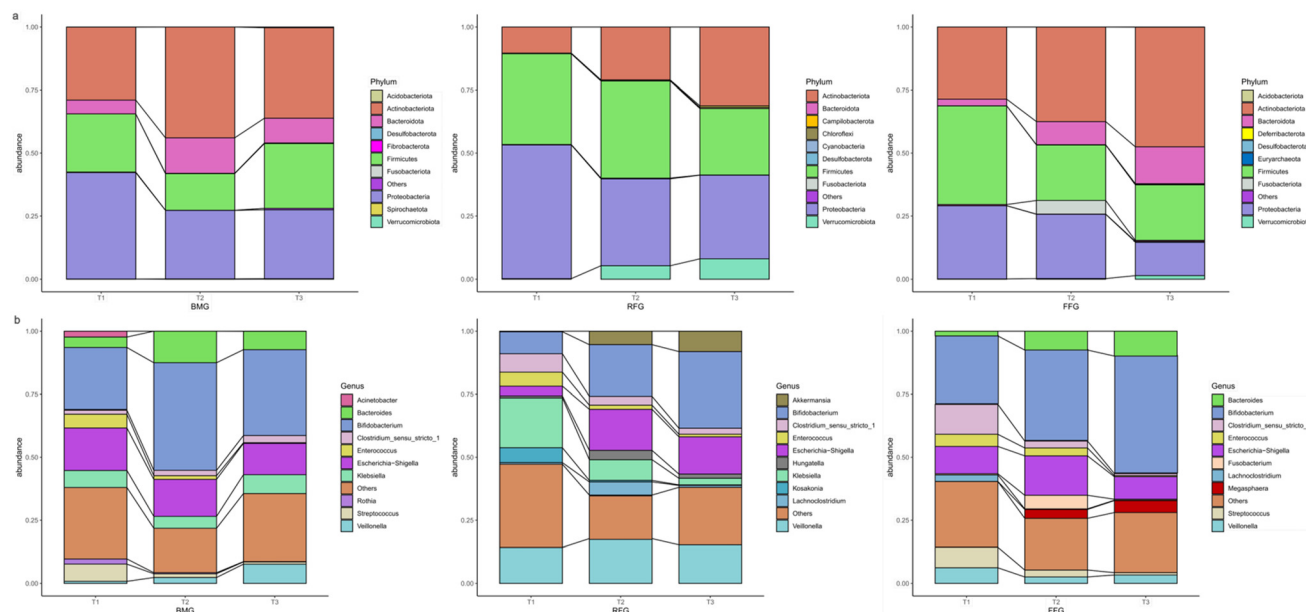 a
1.00
0.75
0.50
0.25
0.00
abundance
T1
T2
T3
BMG
Phylum
Acidobacteriota
Actinobacteriota
Bacteroidota
Desulfobacterota
Fibrobacterota
Firmicutes
Fusobacteriota
Others
Proteobacteria
Spirochaetota
Verrucomicrobiota
1.00
0.75
0.50
0.25
0.00
abundance
T1
T2
T3
RFG
Phylum
Actinobacteriota
Bacteroidota
Campilobacterota
Chloroflexi
Cyanobacteria
Desulfobacterota
Firmicutes
Fusobacteriota
Others
Proteobacteria
Verrucomicrobiota
1.00
0.75
0.50
0.25
0.00
abundance
T1
T2
T3
FFG
Phylum
Acidobacteriota
Actinobacteriota
Bacteroidota
Deferribacterota
Desulfobacterota
Euryarchaeota
Firmicutes
Fusobacteriota
Others
Proteobacteria
Verrucomicrobiot
b
1.00
0.75
0.50
0.25
0.00
abundance
T1
T2
T3
BMG
Genus
Acinetobacter
Bacteroides
Bifidobacterium
Clostridium_sensu_stricto_1
Enterococcus
Escherichia-Shigella
Klebsiella
Others
Rothia
Streptococcus
Veillonella
1.00
0.75
0.50
0.25
0.00
abundance
T1
T2
T3
RFG
Genus
Akkermansia
Bifidobacterium
Clostridium_sensu_stricto_1
Enterococcus
Escherichia-Shigella
Hungatella
Klebsiella
Kosakonia
Lachnoclostridium
Others
Veillonella
1.00
0.75
0.50
0.25
0.00
abundance
T1
T2
T3
FFG
Genus
Bacteroides
Bifidobacterium
Clostridium_sensu_stricto_
Enterococcus
Escherichia-Shigella
Fusobacterium
Lachnoclostridium
Megasphaera
Others
Streptococcus
Veillonella